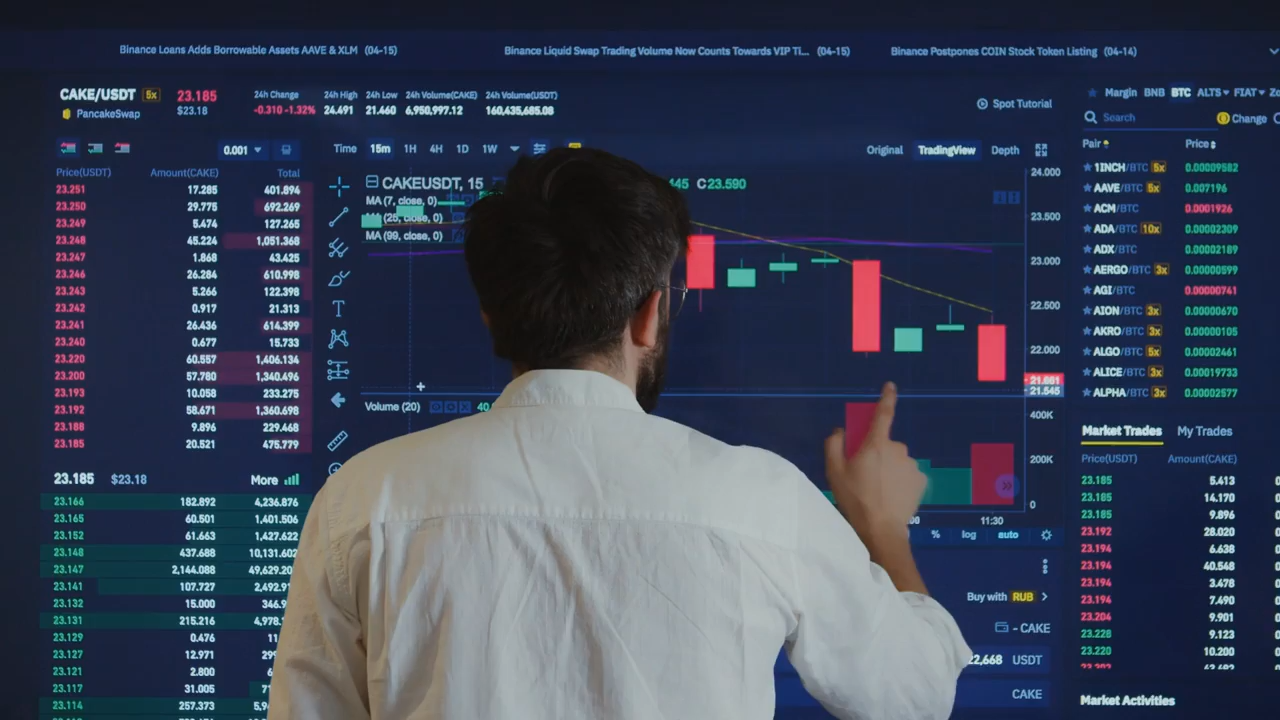 Binance Loans Adds Borrowable Assets AAVE & XLM (04-15)
Binance Liquid Swap Trading Volume Now Counts Towards VIP Ti... (04-15)
Binance Postpones COIN Stock Token Listing (04-14)
CAKE/USDT 5x 23.185
PancakeSwap $23.18
24h Change 24h High 24h Low 24h Volume(CAKE) 24h Volume(USDT)
-0.310 -1.32% 24.491 21.460 6,950,997.12 160,435,685.08
Spot Tutorial
0.001
Price(USDT) Amount(CAKE) Total
23.251 17.285 401.894
23.250 29.775 692.269
23.249 5.474 127.265
23.248 45.224 1,051.368
23.247 1.868 43.425
23.246 26.284 610.998
23.243 5.266 122.398
23.242 0.917 21.313
23.241 26.436 614.399
23.240 0.677 15.733
23.220 60.557 1,406.134
23.200 57.780 1,340.496
23.193 10.058 233.275
23.192 58.671 1,360.698
23.188 9.896 229.468
23.185 20.521 475.779
23.185 $23.18 More
23.166 182.892 4,236.876
23.165 60.501 1,401.506
23.152 61.663 1,427.622
23.148 437.688 10,131.602
23.147 2,144.088 49,629.20
23.141 107.727 2,492.91
23.132 15.000 346.9
23.131 215.216 4,978.
23.129 0.476 11
23.127 12.971 299
23.121 2.800
23.117 31.005
23.114 257.373 5,9
Time 15m 1H 4H 1D 1W
Original TradingView Depth
CAKEUSDT, 15
C23.590
MA (7, close, 0)
MA (25, close, 0)
MA (99, close, 0)
24.000
23.500
23.000
22.500
22.000
21.661
21.545
Volume (20)
400K
200K
0
11:30
% log auto
Buy with RUB
- CAKE
22,668 USDT
CAKE
Margin BNB BTC ALTS FIAT
Search
Change
Pair Price
1INCH/BTC 5x 0.00009582
AAVE/BTC 5x 0.007196
ACM/BTC 0.0001926
ADA/BTC 10x 0.00002309
ADX/BTC 0.00002189
AERGO/BTC 3x 0.00000599
AGI/BTC 0.00000741
AION/BTC 3x 0.00000670
AKRO/BTC 3x 0.00000105
ALGO/BTC 5x 0.00002461
ALICE/BTC 3x 0.00019733
ALPHA/BTC 3x 0.00002577
Market Trades My Trades
Price(USDT) Amount(CAKE)
23.185 5.413
23.185 14.170
23.185 9.896
23.192 28.020
23.194 6.638
23.194 40.548
23.194 3.478
23.194 7.490
23.204 9.901
23.228 9.123
23.220 10.200
Market Activities